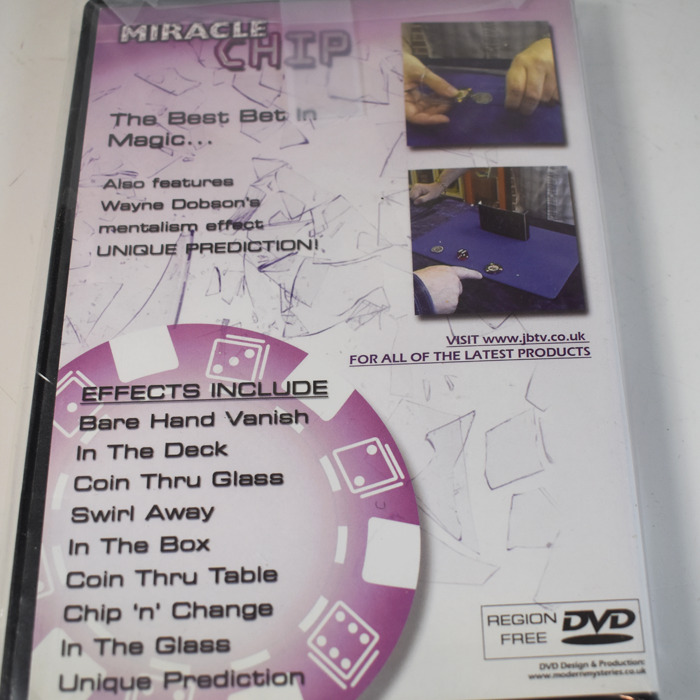 MIRACLE
CHIP
The Best Bet in
Magic...
Also features
Wayne Dobson's
mentalism effect
UNIQUE PREDICTION!
VISIT www.jbtv.co.uk
FOR ALL OF THE LATEST PRODUCTS
EFFECTS INCLUDE
Bare Hand Vanish
In The Deck
Coin Thru Glass
Swirl Away
In The Box
Coin Thru Table
Chip 'n' Change
In The Glass
Unique Prediction
REGION
FREE
DVD
DVD Design & Production:
www.modernmysteries.co.uk